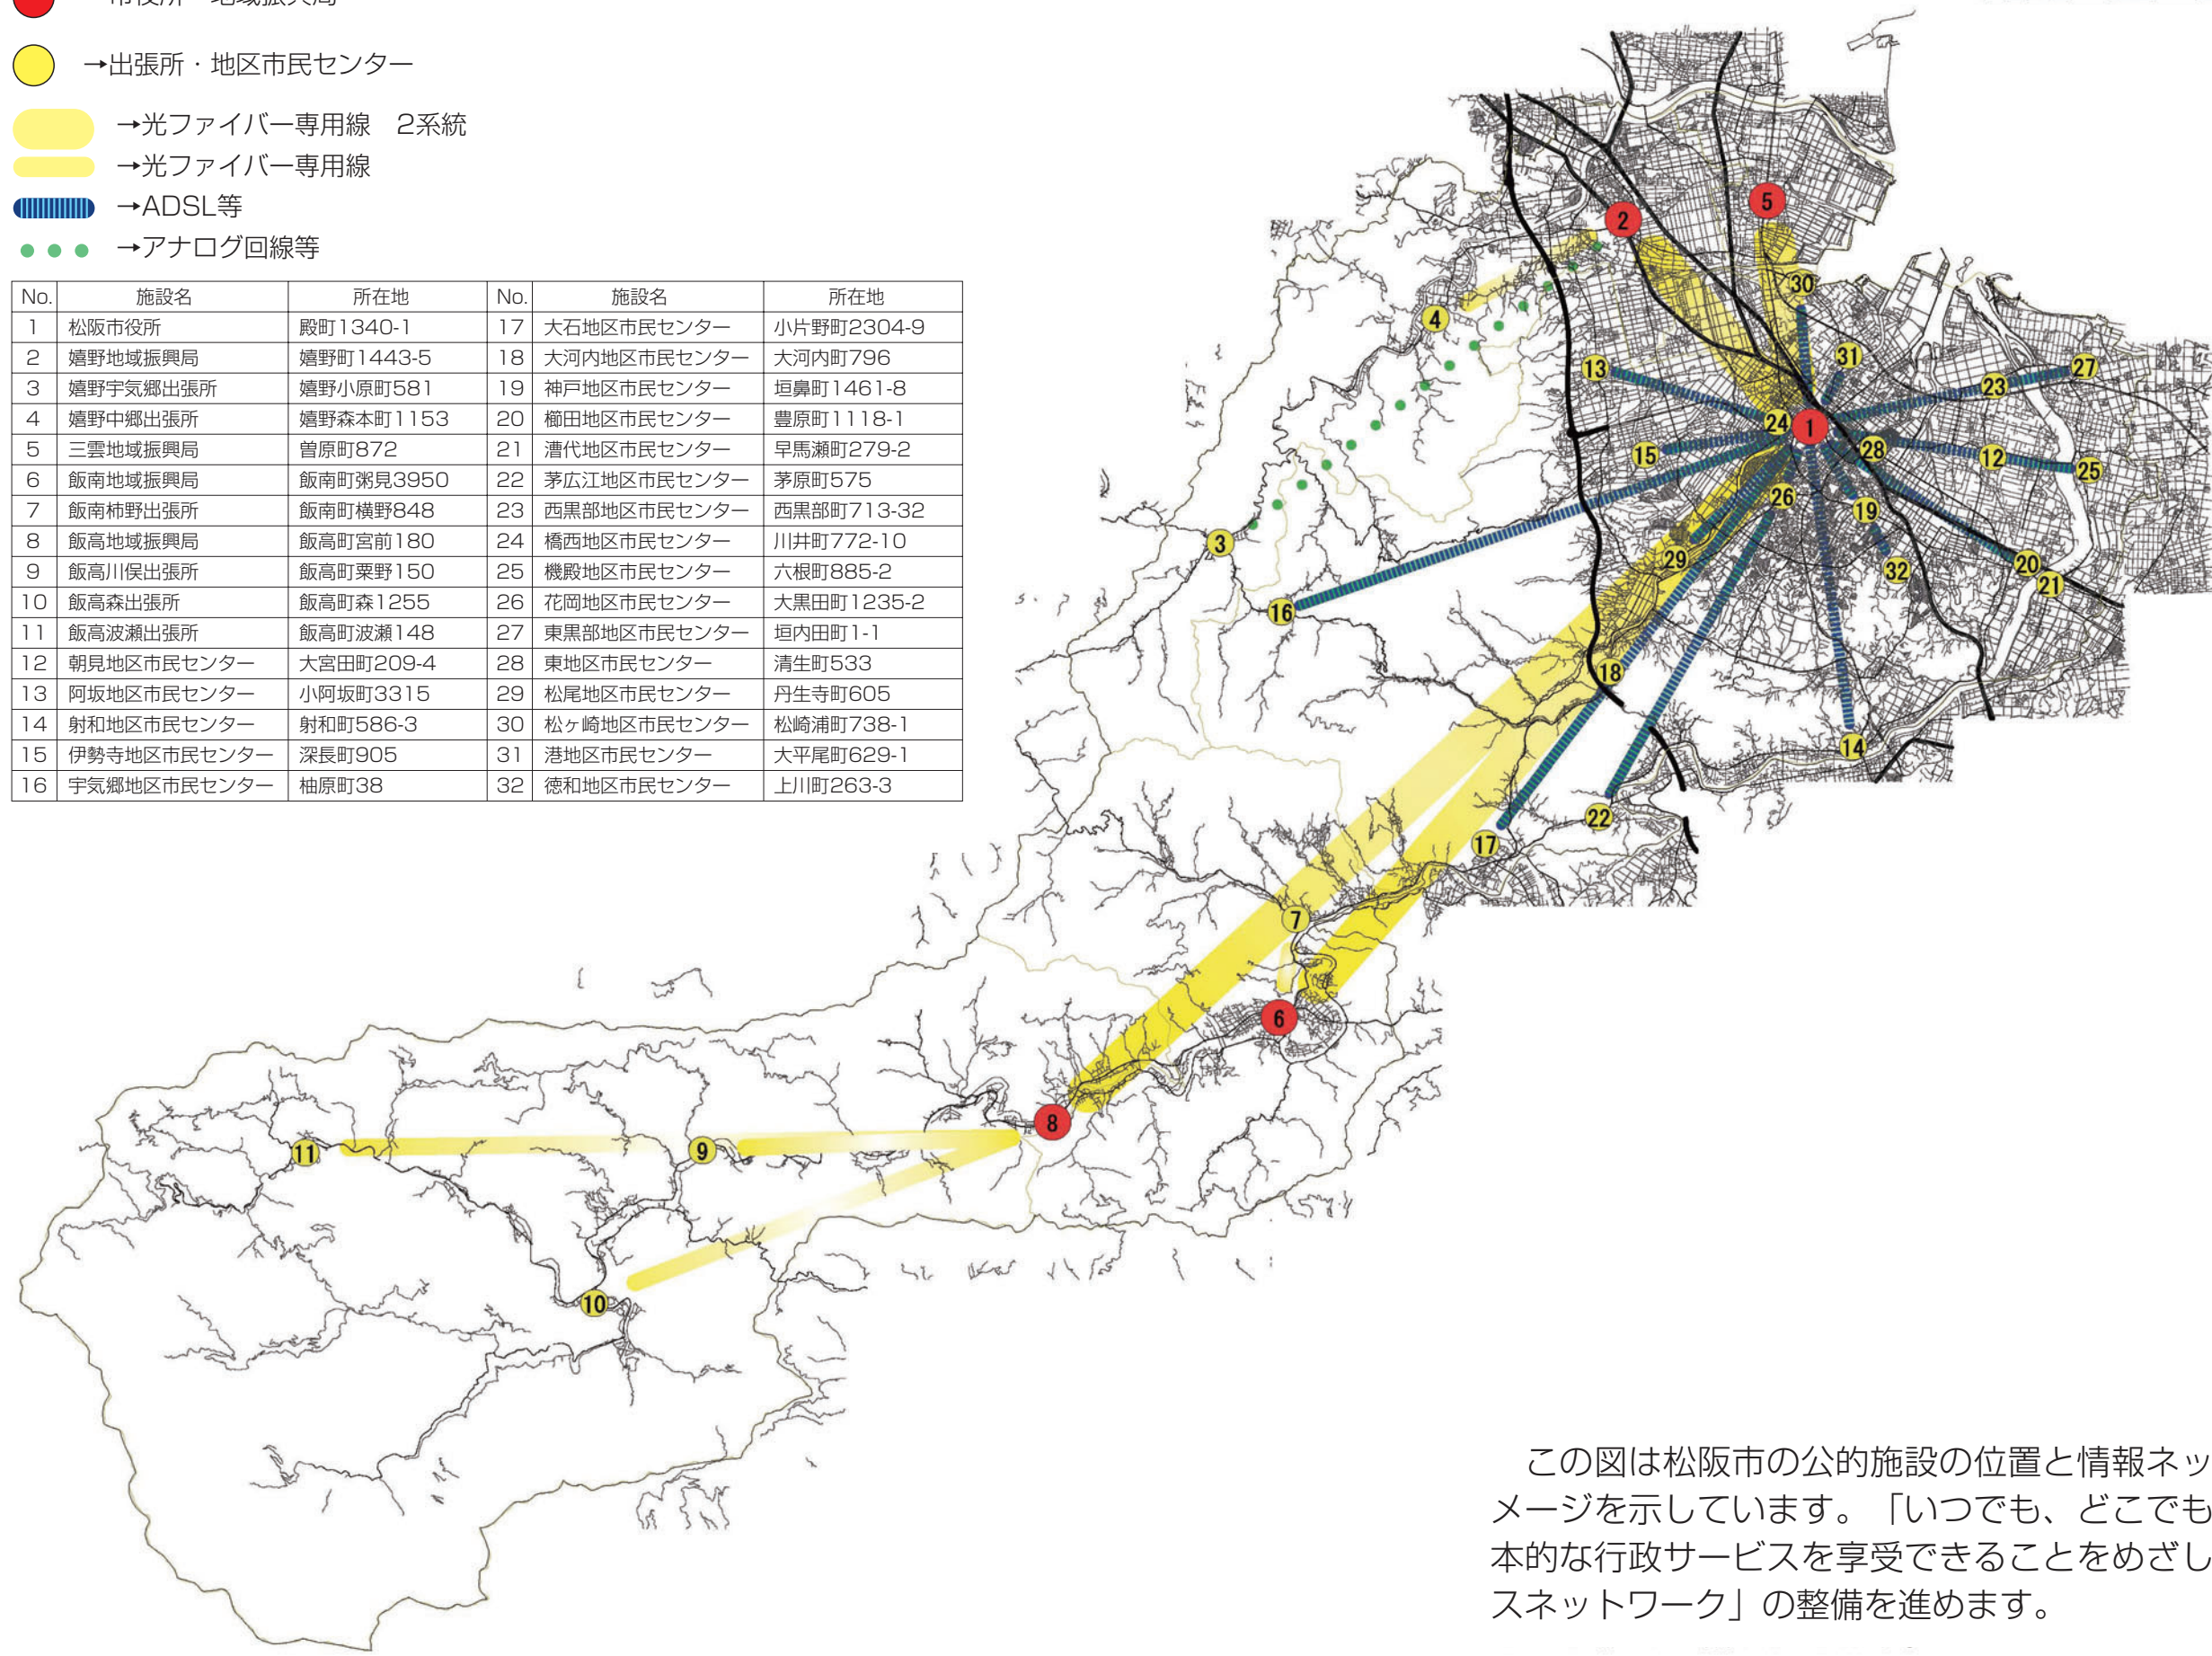 →出張所・地区市民センター
→光ファイバー専用線　2系統
→光ファイバー専用線
→ADSL等
→アナログ回線等
No. 施設名 所在地 No. 施設名 所在地
1 松阪市役所 殿町1340-1 17 大石地区市民センター 小片野町2304-9
2 嬉野地域振興局 嬉野町1443-5 18 大河内地区市民センター 大河内町796
3 嬉野宇気郷出張所 嬉野小原町581 19 神戸地区市民センター 垣鼻町1461-8
4 嬉野中郷出張所 嬉野森本町1153 20 櫛田地区市民センター 豊原町1118-1
5 三雲地域振興局 曽原町872 21 漕代地区市民センター 早馬瀬町279-2
6 飯南地域振興局 飯南町粥見3950 22 茅広江地区市民センター 茅原町575
7 飯南柿野出張所 飯南町横野848 23 西黒部地区市民センター 西黒部町713-32
8 飯高地域振興局 飯高町宮前180 24 橋西地区市民センター 川井町772-10
9 飯高川俣出張所 飯高町粟野150 25 機殿地区市民センター 六根町885-2
10 飯高森出張所 飯高町森1255 26 花岡地区市民センター 大黒田町1235-2
11 飯高波瀬出張所 飯高町波瀬148 27 東黒部地区市民センター 垣内田町1-1
12 朝見地区市民センター 大宮田町209-4 28 東地区市民センター 清生町533
13 阿坂地区市民センター 小阿坂町3315 29 松尾地区市民センター 丹生寺町605
14 射和地区市民センター 射和町586-3 30 松ヶ崎地区市民センター 松崎浦町738-1
15 伊勢寺地区市民センター 深長町905 31 港地区市民センター 大平尾町629-1
16 宇気郷地区市民センター 柚原町38 32 徳和地区市民センター 上川町263-3
5
2
30
4
31
13
27
23
24
1
28
15
12
25
26
19
3
29
32
20
21
16
18
14
22
17
7
6
8
11
9
10
この図は松阪市の公的施設の位置と情報ネッ
メージを示しています。「いつでも、どこでも
本的な行政サービスを享受できることをめざし
スネットワーク」の整備を進めます。